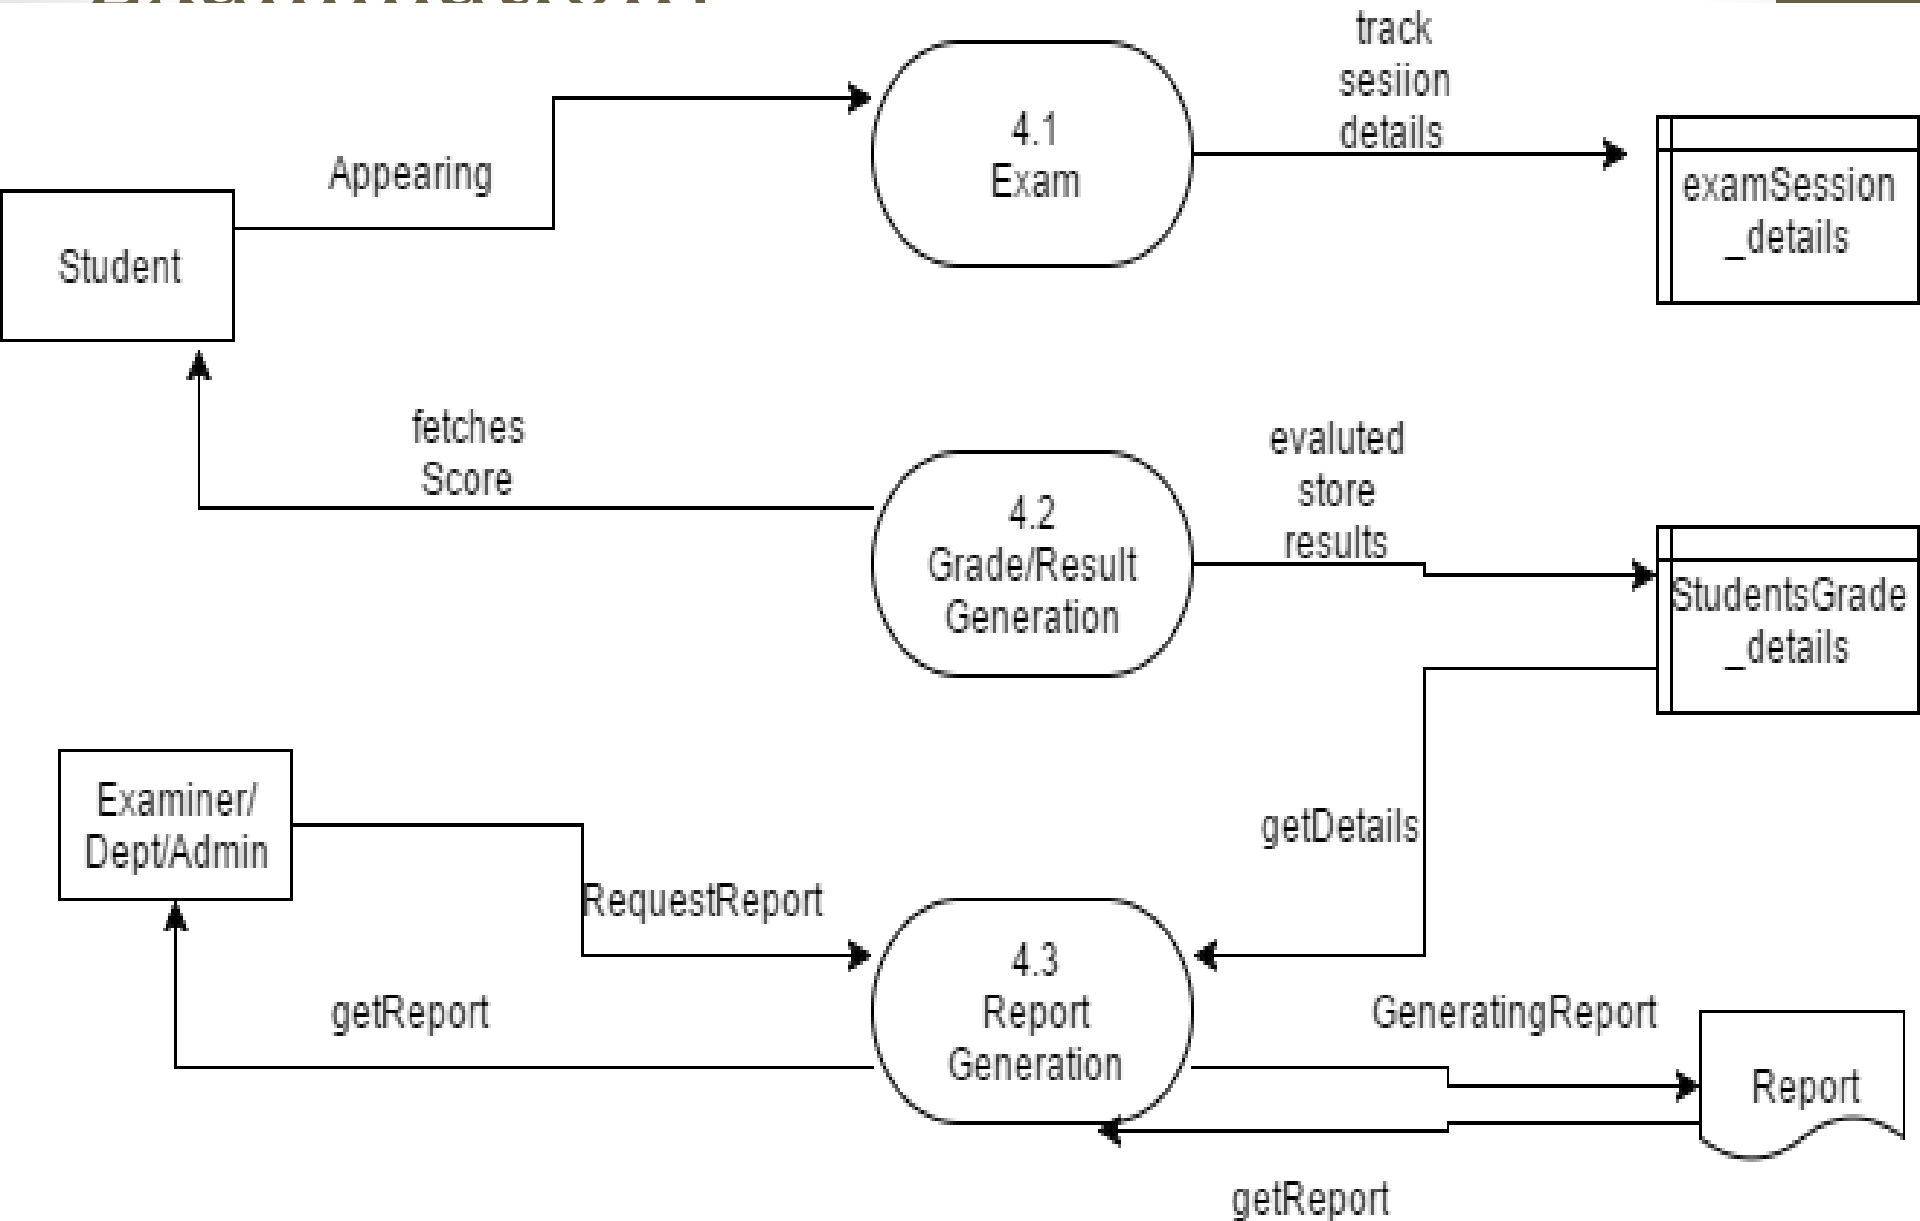 track
sesiion
details
4.1
Exam
Appearing
examSession
_details
Student
fetches
Score
evaluted
store
results
4.2
Grade/Result
Generation
StudentsGrade
_details
Examiner/
Dept/Admin
getDetails
RequestReport
4.3
Report
Generation
getReport
GeneratingReport
Report
getReport